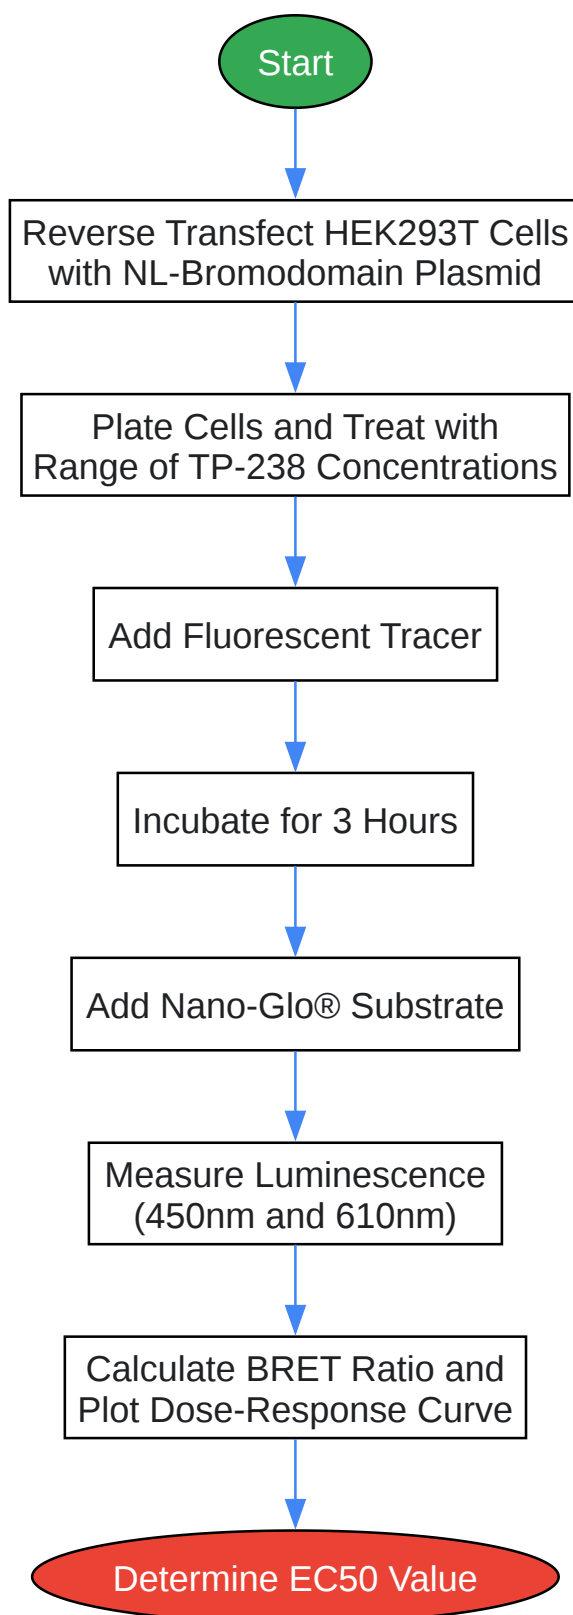 Start
Reverse Transfect HEK293T Cells
with NL-Bromodomain Plasmid
Plate Cells and Treat with
Range of TP-238 Concentrations
Add Fluorescent Tracer
Incubate for 3 Hours
Add Nano-Glo® Substrate
Measure Luminescence
(450nm and 610nm)
Calculate BRET Ratio and
Plot Dose-Response Curve
Determine EC50 Value